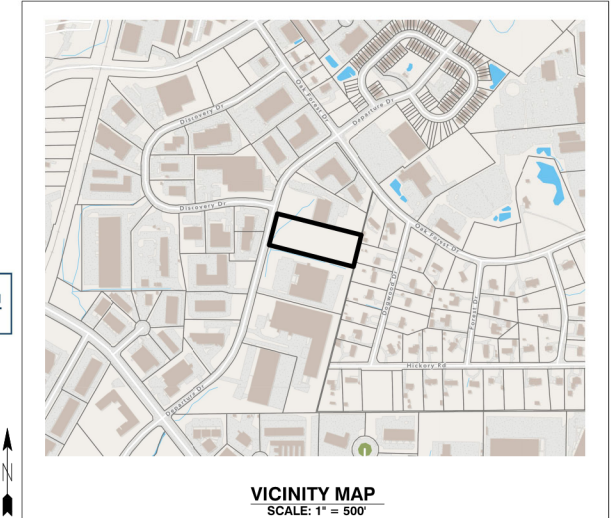 Discovery Dr
Oak Forest Dr
Departure Dr
Discovery Dr
Oak Forest Dr
Dogwood Dr
Forest Dr
Hickory Rd
Departure Dr
N
VICINITY MAP
SCALE: 1" = 500'